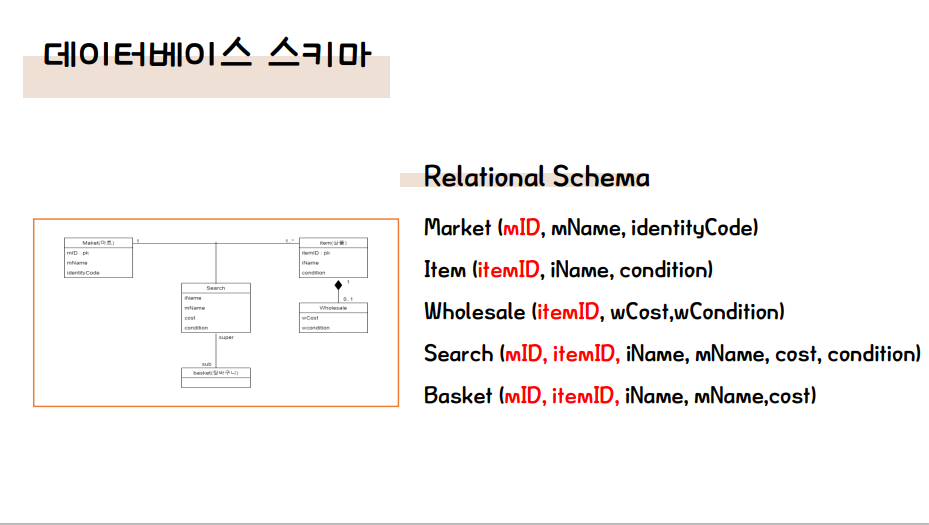 데이터베이스 스키마
Relational Schema
Market (mID, mName, identityCode)
Item (itemID, iName, condition)
Wholesale (itemID, wCost,wCondition)
Search (mID, itemID, iName, mName, cost, condition)
Basket (mID, itemID, iName, mName,cost)
Maket(마트)
mID : pk
mName
identityCode
1
1..*
item(상품)
itemID : pk
iName
condition
Search
iName
mName
cost
condition
1
0..1
Wholesale
wCost
wcondition
super
sub
basket(장바구니)